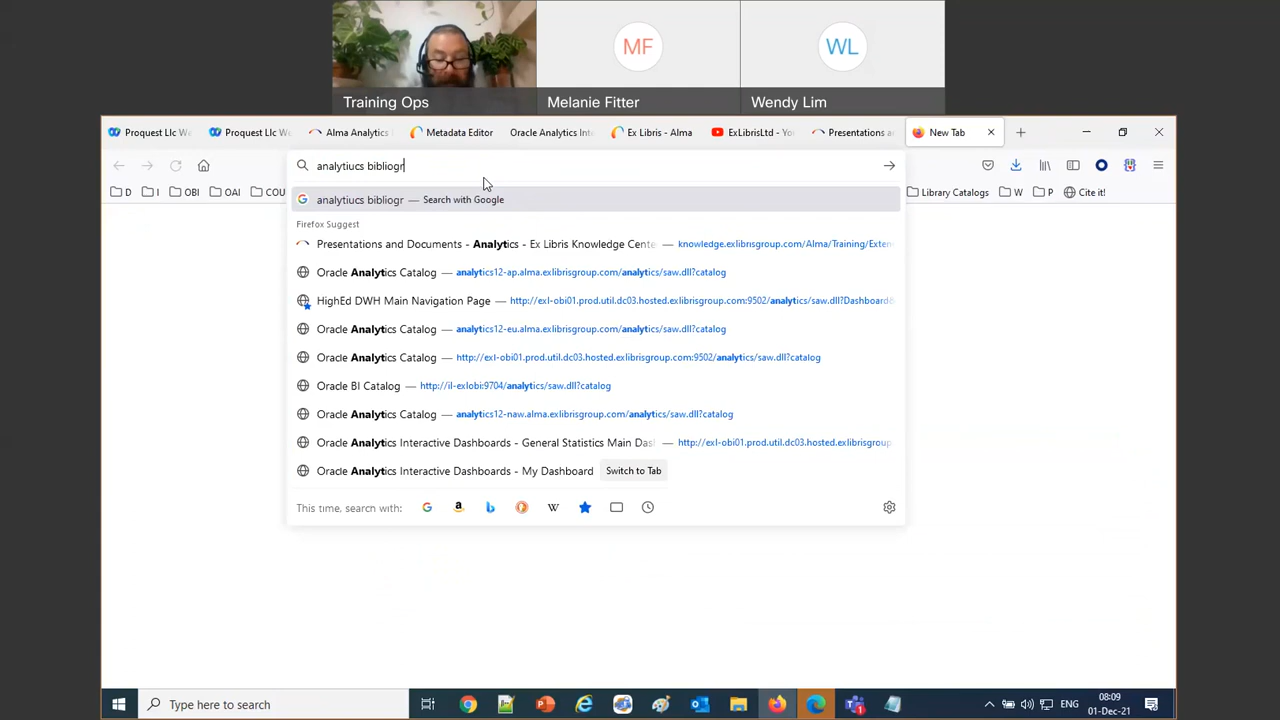 MF
WL
Training Ops
Melanie Fitter
Wendy Lim
Proquest Llc We
Proquest Llc We
Alma Analytics
Metadata Editor
Oracle Analytics Int
Ex Libris - Alma
ExLibrisLtd - Yo
Presentations an
New Tab
analytiucs bibliogr
D
I
OBI
OAI
COU
Library Catalogs
W
P
Cite it!
analytiucs bibliogr — Search with Google
Firefox Suggest
Presentations and Documents - Analytics - Ex Libris Knowledge Cente — knowledge.exlibrisgroup.com/Alma/Training/Exten
Oracle Analytics Catalog — analytics12-ap.alma.exlibrisgroup.com/analytics/saw.dll?catalog
HighEd DWH Main Navigation Page — http://exl-obi01.prod.util.dc03.hosted.exlibrisgroup.com:9502/analytics/saw.dll?Dashboard&
Oracle Analytics Catalog — analytics12-eu.alma.exlibrisgroup.com/analytics/saw.dll?catalog
Oracle Analytics Catalog — http://exl-obi01.prod.util.dc03.hosted.exlibrisgroup.com:9502/analytics/saw.dll?catalog
Oracle BI Catalog — http://il-exlobi:9704/analytics/saw.dll?catalog
Oracle Analytics Catalog — analytics12-naw.alma.exlibrisgroup.com/analytics/saw.dll?catalog
Oracle Analytics Interactive Dashboards - General Statistics Main Das — http://exl-obi01.prod.util.dc03.hosted.exlibrisgroup
Oracle Analytics Interactive Dashboards - My Dashboard Switch to Tab
This time, search with:
Type here to search
ENG
08:09
01-Dec-21